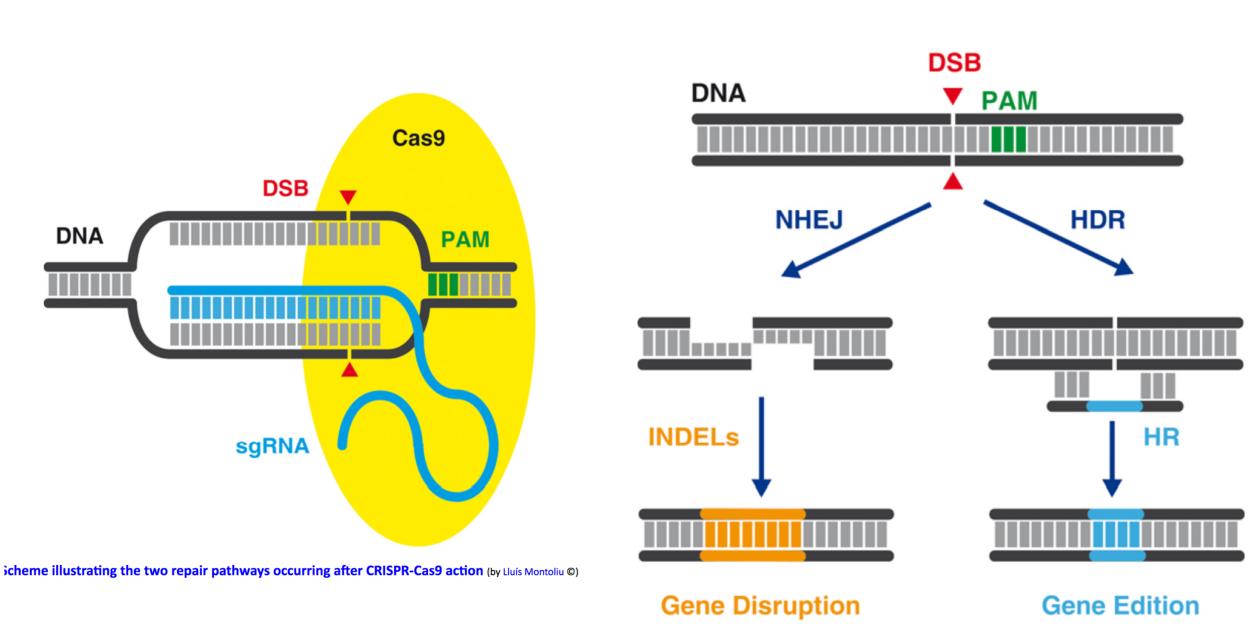 Cas9
DSB
DNA
PAM
sgRNA
Scheme illustrating the two repair pathways occurring after CRISPR-Cas9 action (by Lluís Montoliu ©)
DSB
DNA
PAM
NHEJ
HDR
INDELs
HR
Gene Disruption
Gene Edition